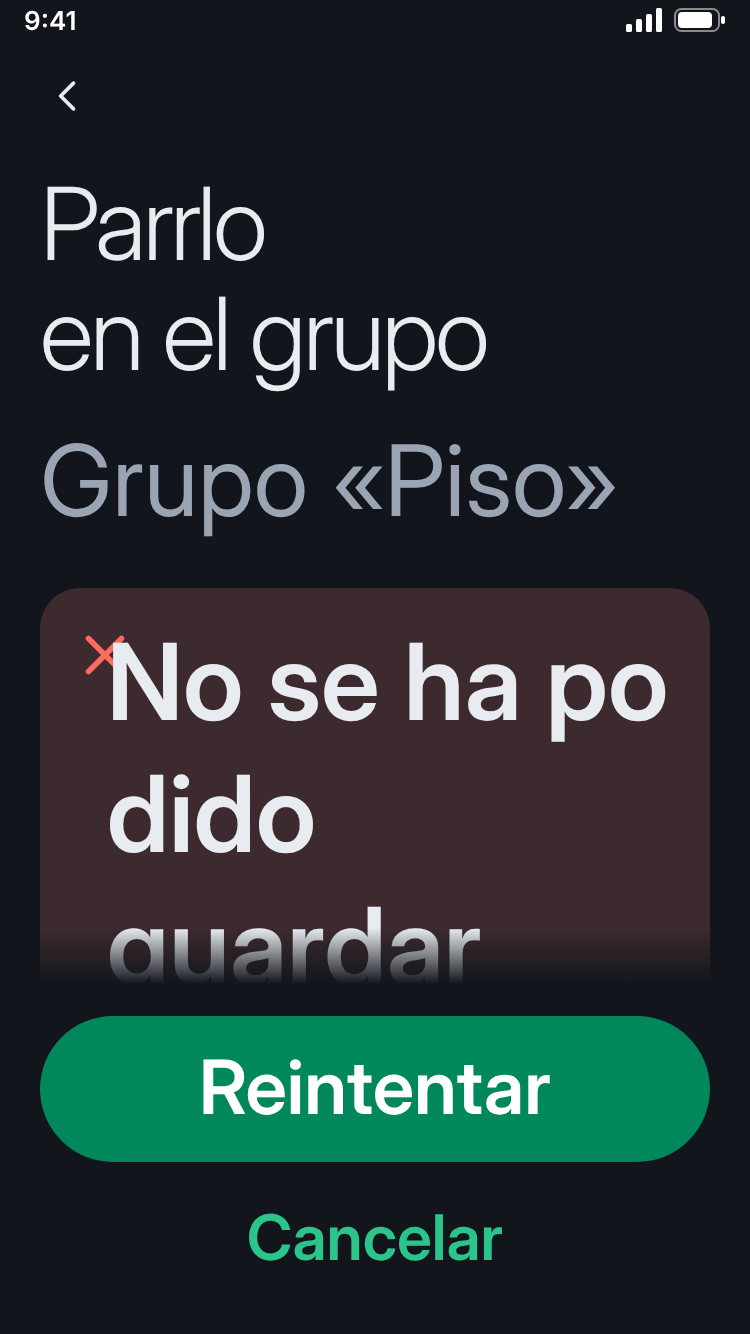 9:41
Parrlo
en el grupo
Grupo «Piso»
No se ha po
dido
guardar
Reintentar
Cancelar